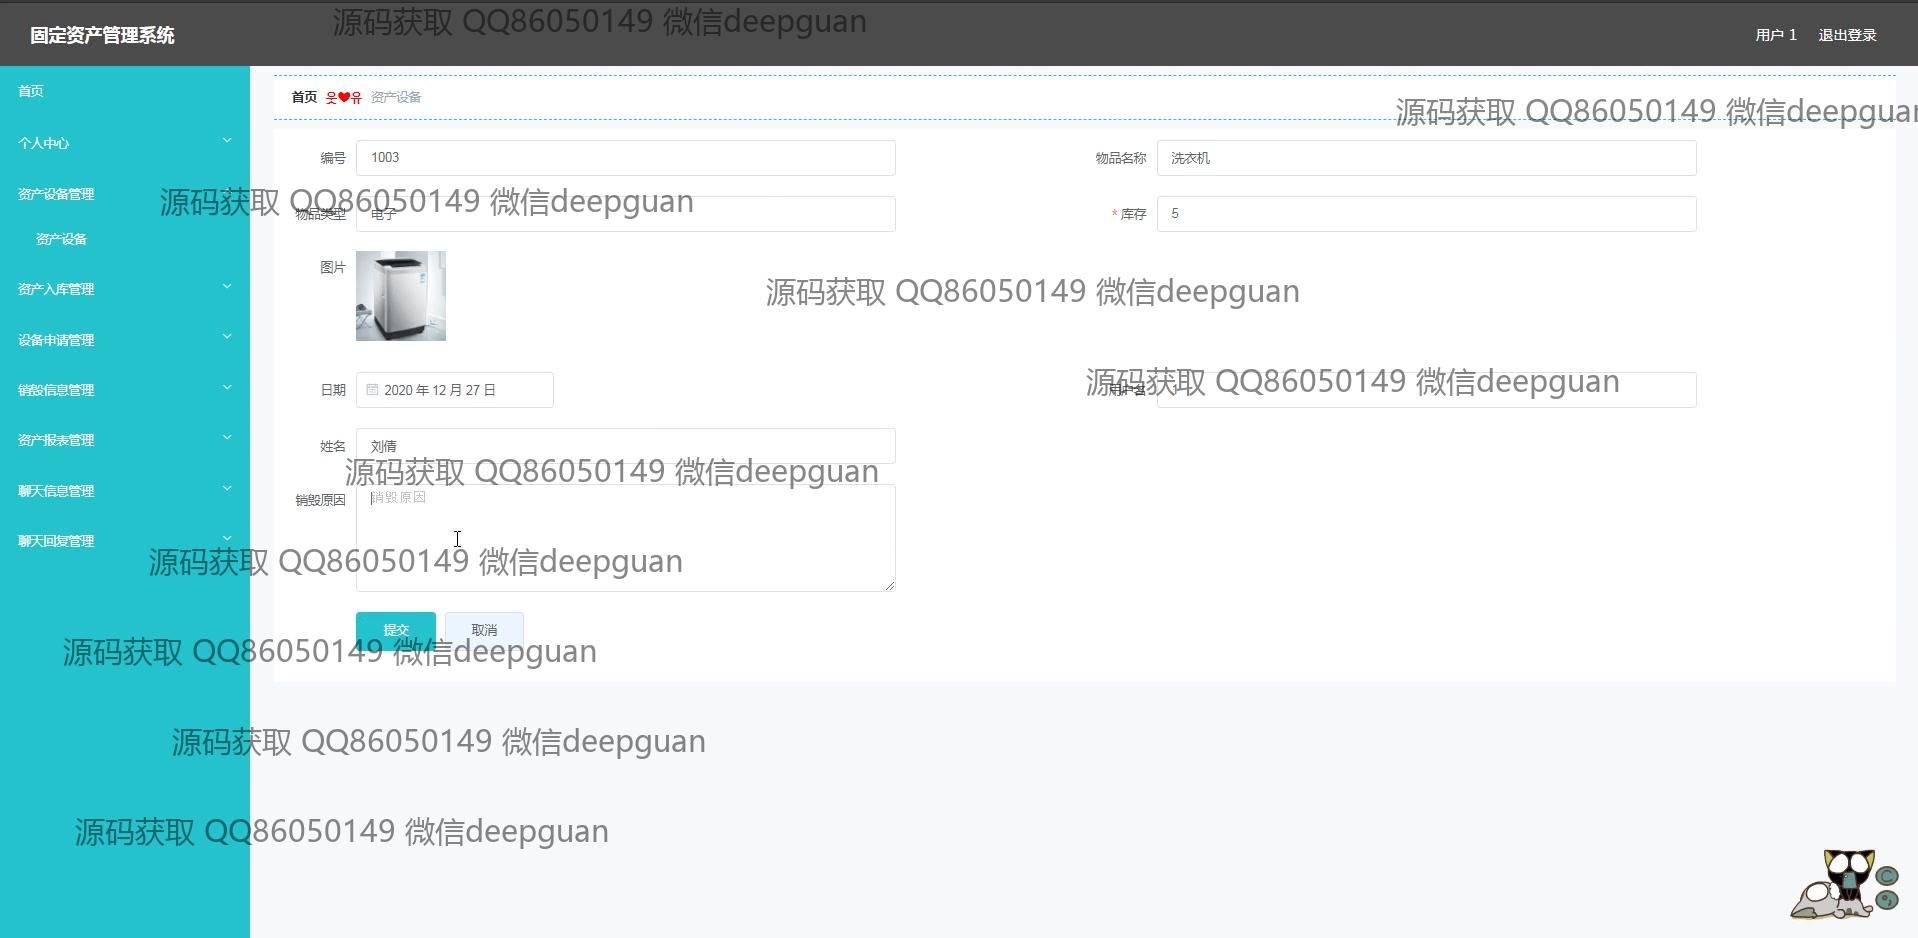 源码获取 QQ86050149 微信deepguan
固定资产管理系统
用户 1 退出登录
首页
首页 웃❤유 资产设备
源码获取 QQ86050149 微信deepguan
个人中心
编号 1003
物品名称 洗衣机
资产设备管理
源码获取 QQ86050149 微信deepguan
物品类型 电子
* 库存 5
资产设备
图片
资产入库管理
源码获取 QQ86050149 微信deepguan
设备申请管理
源码获取 QQ86050149 微信deepguan
销毁信息管理
日期 2020 年 12 月 27 日
用户名 1
资产报表管理
姓名 刘倩
源码获取 QQ86050149 微信deepguan
聊天信息管理
销毁原因 销毁原因
聊天回复管理
源码获取 QQ86050149 微信deepguan
提交 取消
源码获取 QQ86050149 微信deepguan
源码获取 QQ86050149 微信deepguan
源码获取 QQ86050149 微信deepguan